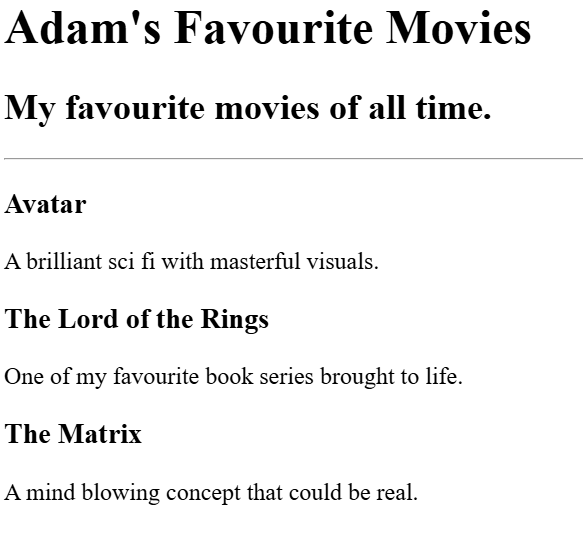 Adam's Favourite Movies
My favourite movies of all time.
Avatar
A brilliant sci fi with masterful visuals.
The Lord of the Rings
One of my favourite book series brought to life.
The Matrix
A mind blowing concept that could be real.